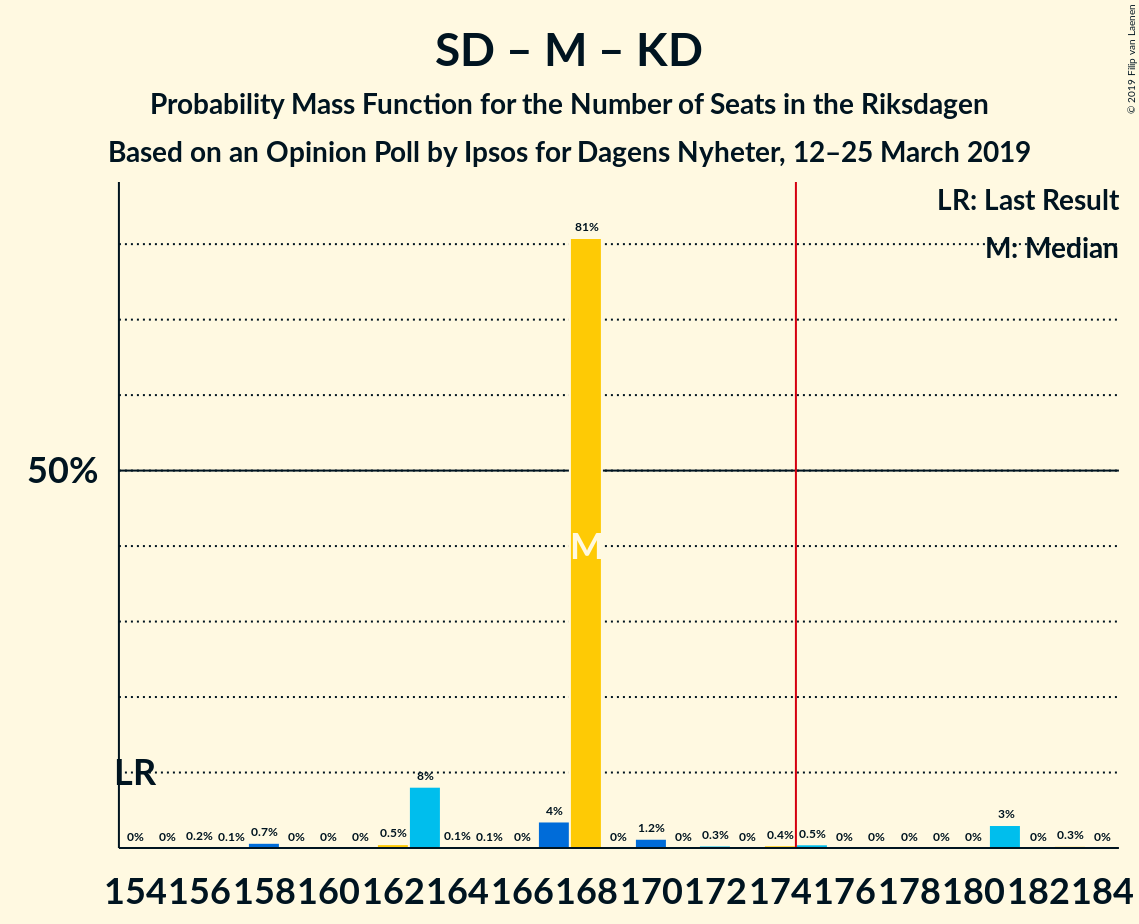 SD – M – KD
Probability Mass Function for the Number of Seats in the Riksdagen
Based on an Opinion Poll by Ipsos for Dagens Nyheter, 12–25 March 2019
© 2019 Filip van Laenen
LR: Last Result
M: Median
50%
LR
M
0% 0% 0.2% 0.1% 0.7% 0% 0% 0% 0.5% 8% 0.1% 0.1% 0% 4% 81% 0% 1.2% 0% 0.3% 0% 0.4% 0.5% 0% 0% 0% 0% 0% 3% 0% 0.3% 0%
154 156 158 160 162 164 166 168 170 172 174 176 178 180 182 184